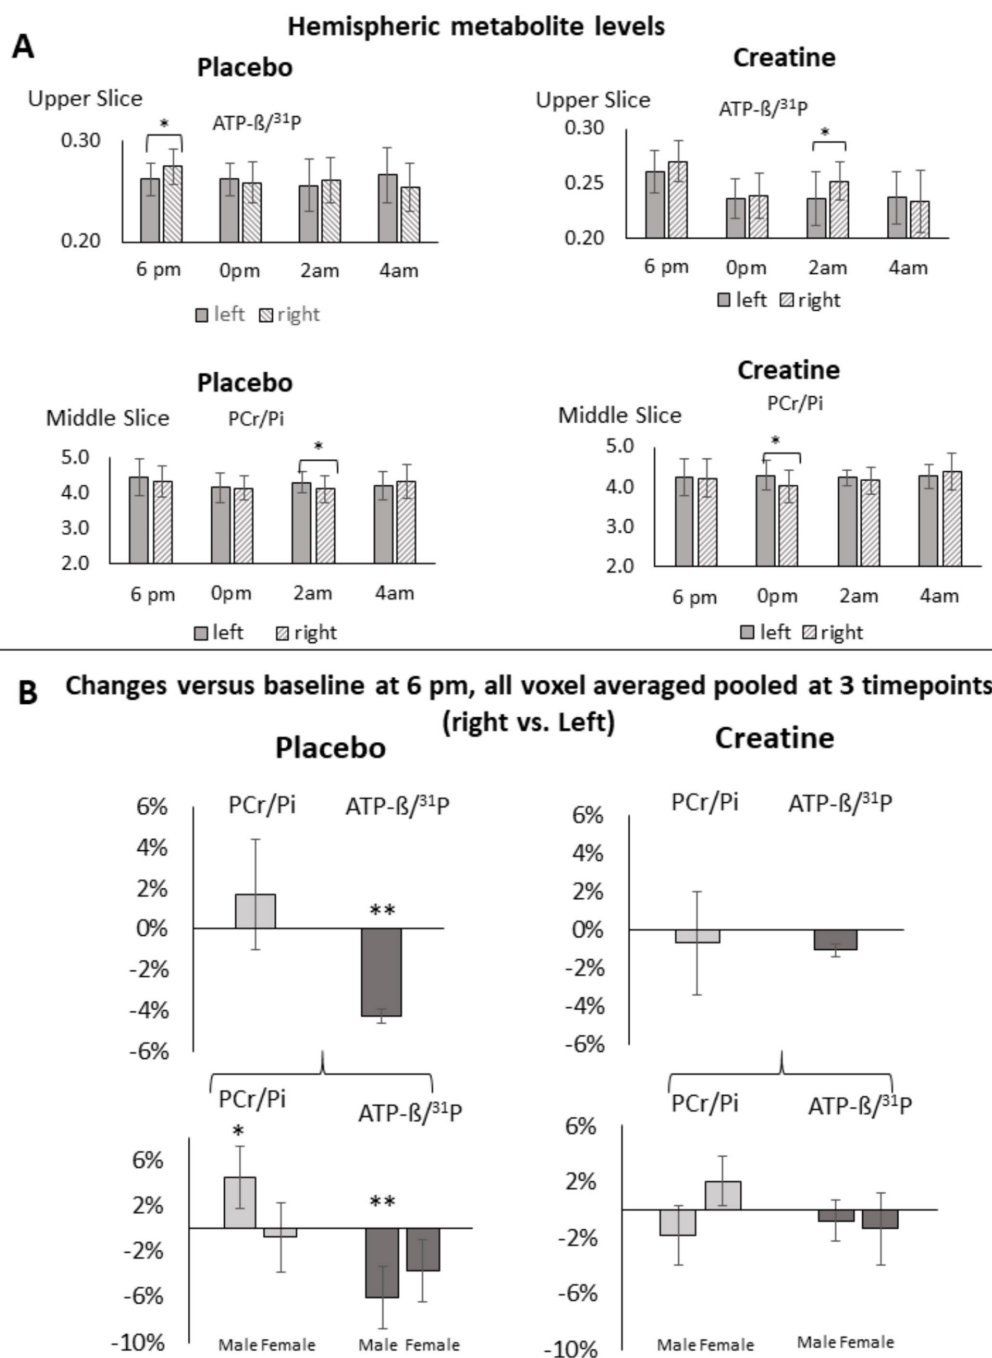 Hemispheric metabolite levels
A
Placebo
Upper Slice
ATP-ß/³¹P
*
0.30
0.20
6 pm 0pm 2am 4am
left right
Creatine
Upper Slice
ATP-ß/³¹P
*
0.30
0.25
0.20
6 pm 0pm 2am 4am
left right
Placebo
Middle Slice PCr/Pi
*
5.0
4.0
3.0
2.0
6 pm 0pm 2am 4am
left right
Creatine
PCr/Pi
Middle Slice
*
5.0
4.0
3.0
2.0
6 pm 0pm 2am 4am
left right
B Changes versus baseline at 6 pm, all voxel averaged pooled at 3 timepoints
(right vs. Left)
Placebo
PCr/Pi ATP-ß/³¹P
**
6%
4%
2%
0%
-2%
-4%
-6%
Creatine
PCr/Pi ATP-ß/³¹P
6%
4%
2%
0%
-2%
-4%
-6%
PCr/Pi ATP-ß/³¹P
*
**
6%
2%
-2%
-6%
-10%
Male Female Male Female
PCr/Pi ATP-ß/³¹P
6%
2%
-2%
-6%
-10%
Male Female Male Female